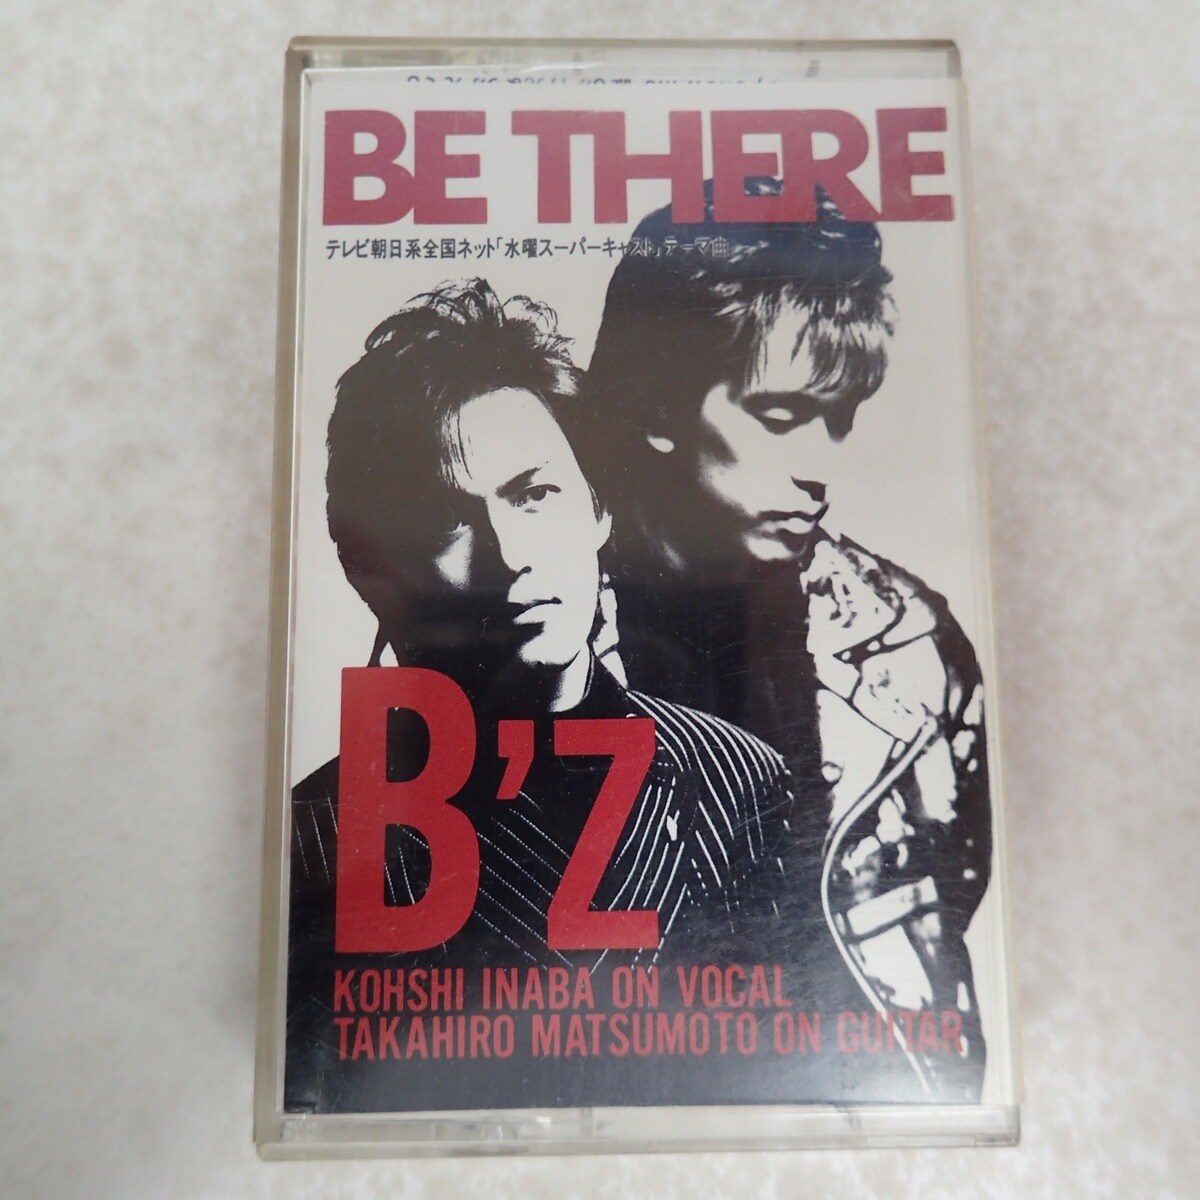 BE THERE
テレビ朝日系全国ネット「水曜スーパーキャスト」テーマ曲
B'z
KOHSHI INABA ON VOCAL
TAKAHIRO MATSUMOTO ON GUITAR